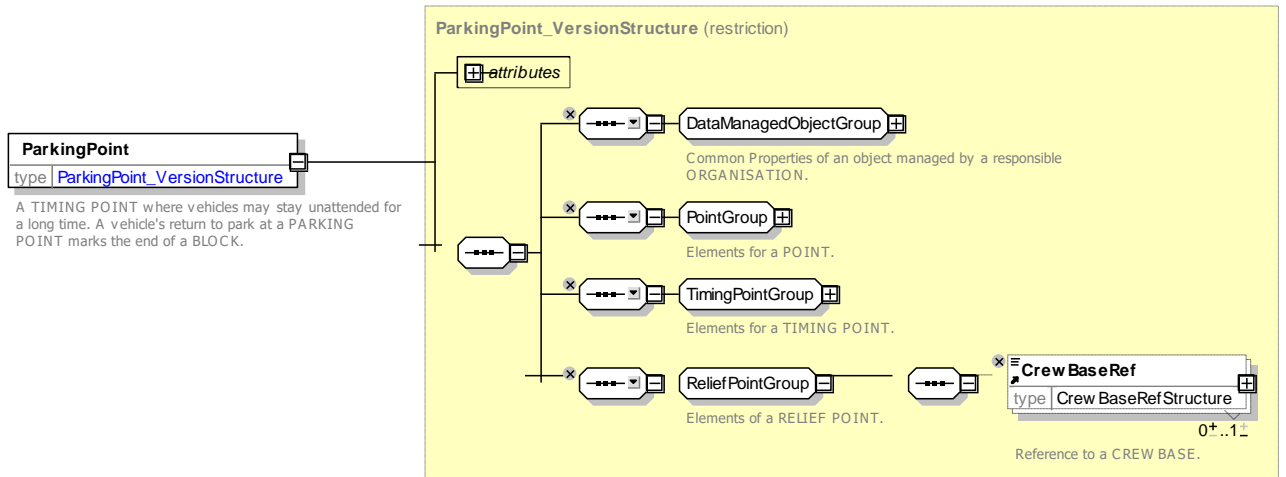 ParkingPoint_VersionStructure (restriction)
attributes
ParkingPoint
type ParkingPoint_VersionStructure
A TIMING POINT where vehicles may stay unattended for
a long time. A vehicle's return to park at a PARKING
POINT marks the end of a BLOCK.
DataManagedObjectGroup
Common Properties of an object managed by a responsible
ORGANISATION.
PointGroup
Elements for a POINT.
TimingPointGroup
Elements for a TIMING POINT.
ReliefPointGroup
Elements of a RELIEF POINT.
CrewBaseRef
type CrewBaseRefStructure
0..1
Reference to a CREW BASE.